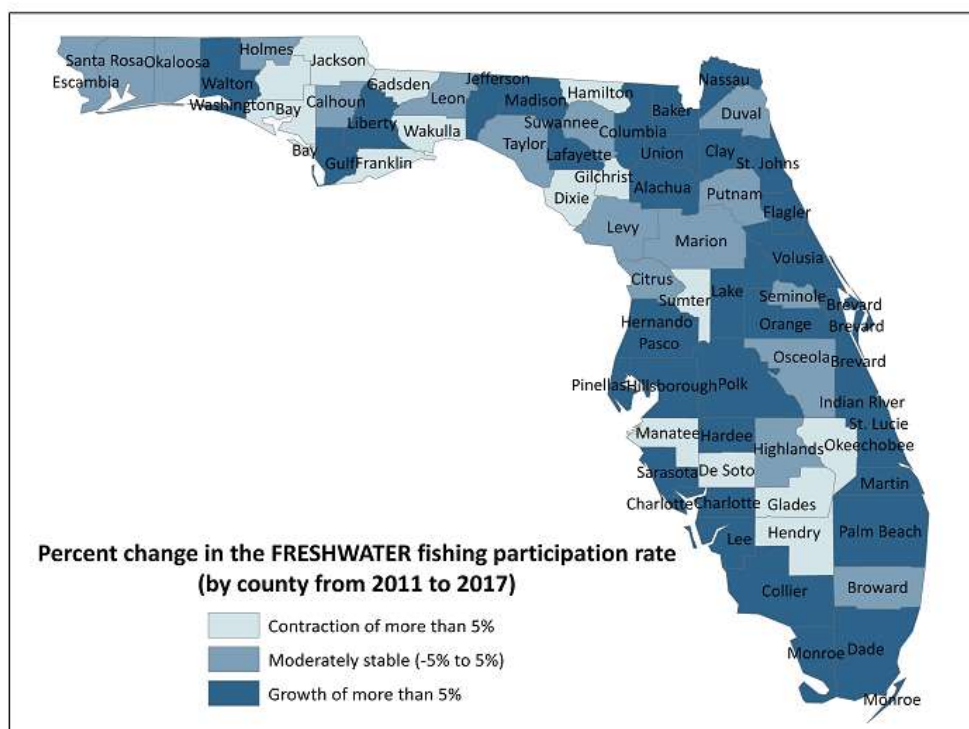 Holmes
Jackson
Santa Rosa
Okaloosa
Escambia
Walton
Washington
Bay
Calhoun
Gadsden
Leon
Jefferson
Madison
Hamilton
Nassau
Baker
Duval
Liberty
Wakulla
Suwannee
Columbia
Taylor
Bay
Gulf
Franklin
Lafayette
Union
Clay
St. Johns
Gilchrist
Dixie
Alachua
Putnam
Flagler
Levy
Marion
Volusia
Citrus
Sumter
Lake
Seminole
Brevard
Hernando
Orange
Brevard
Pasco
Osceola
Brevard
Pinellas
Hillsborough
Polk
Indian River
St. Lucie
Manatee
Hardee
Highlands
Okeechobee
Sarasota
De Soto
Martin
Charlotte
Charlotte
Glades
Lee
Hendry
Palm Beach
Collier
Broward
Monroe
Dade
Monroe
Percent change in the FRESHWATER fishing participation rate
(by county from 2011 to 2017)
Contraction of more than 5%
Moderately stable (-5% to 5%)
Growth of more than 5%